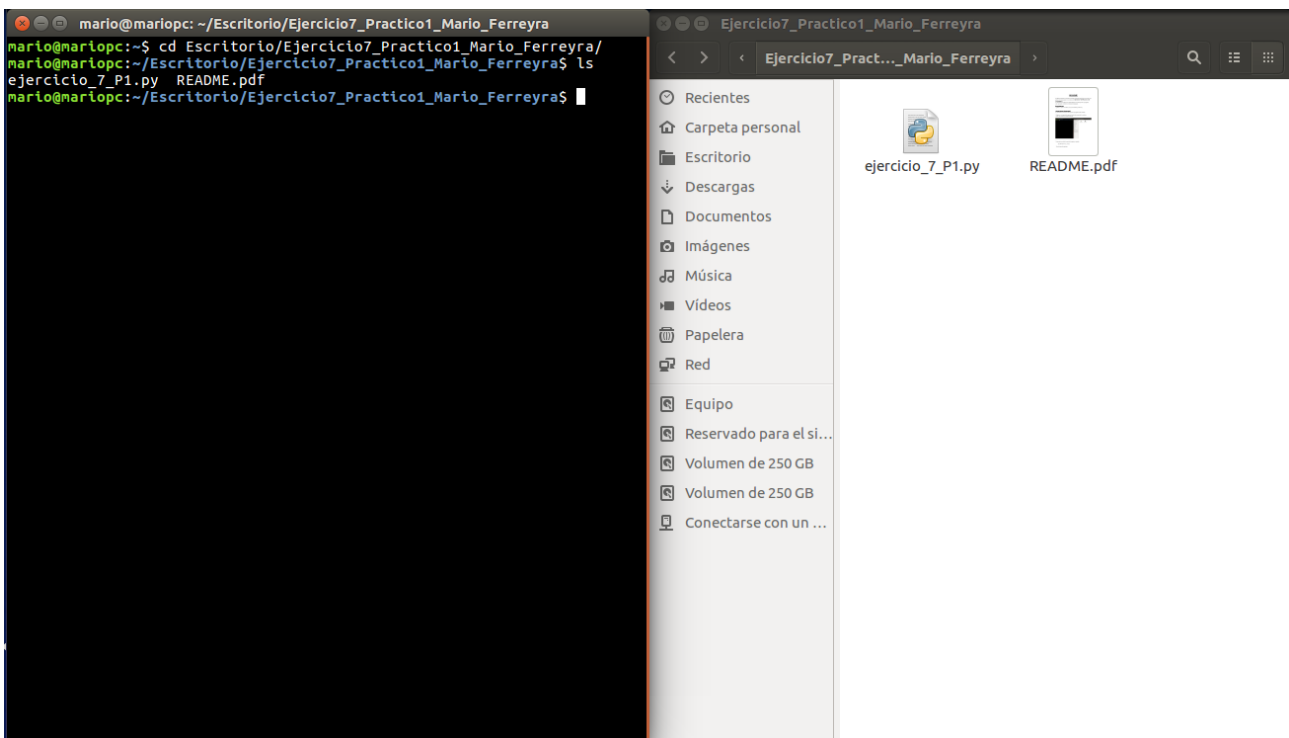 mario@mariopc: ~/Escritorio/Ejercicio7_Practico1_Mario_Ferreyra
mario@mariopc:~$ cd Escritorio/Ejercicio7_Practico1_Mario_Ferreyra/
mario@mariopc:~/Escritorio/Ejercicio7_Practico1_Mario_Ferreyra$ ls
ejercicio_7_P1.py  README.pdf
mario@mariopc:~/Escritorio/Ejercicio7_Practico1_Mario_Ferreyra$
Ejercicio7_Practico1_Mario_Ferreyra
Ejercicio7_Pract..._Mario_Ferreyra
Recientes
Carpeta personal
Escritorio
Descargas
Documentos
Imágenes
Música
Vídeos
Papelera
Red
Equipo
Reservado para el si...
Volumen de 250 GB
Volumen de 250 GB
Conectarse con un ...
ejercicio_7_P1.py
README.pdf